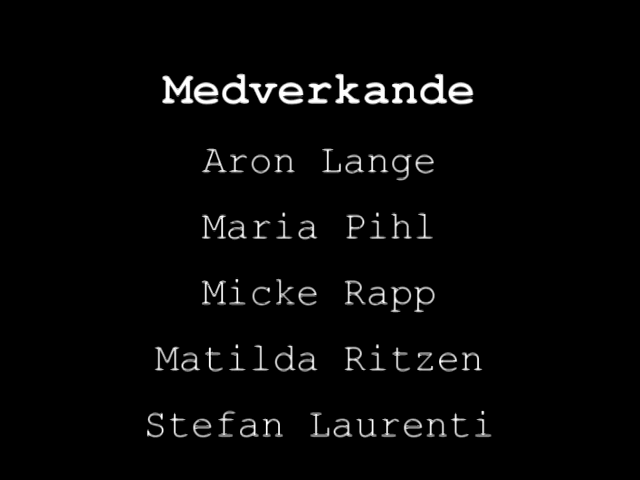 Medverkande
Aron Lange
Maria Pihl
Micke Rapp
Matilda Ritzen
Stefan Laurenti